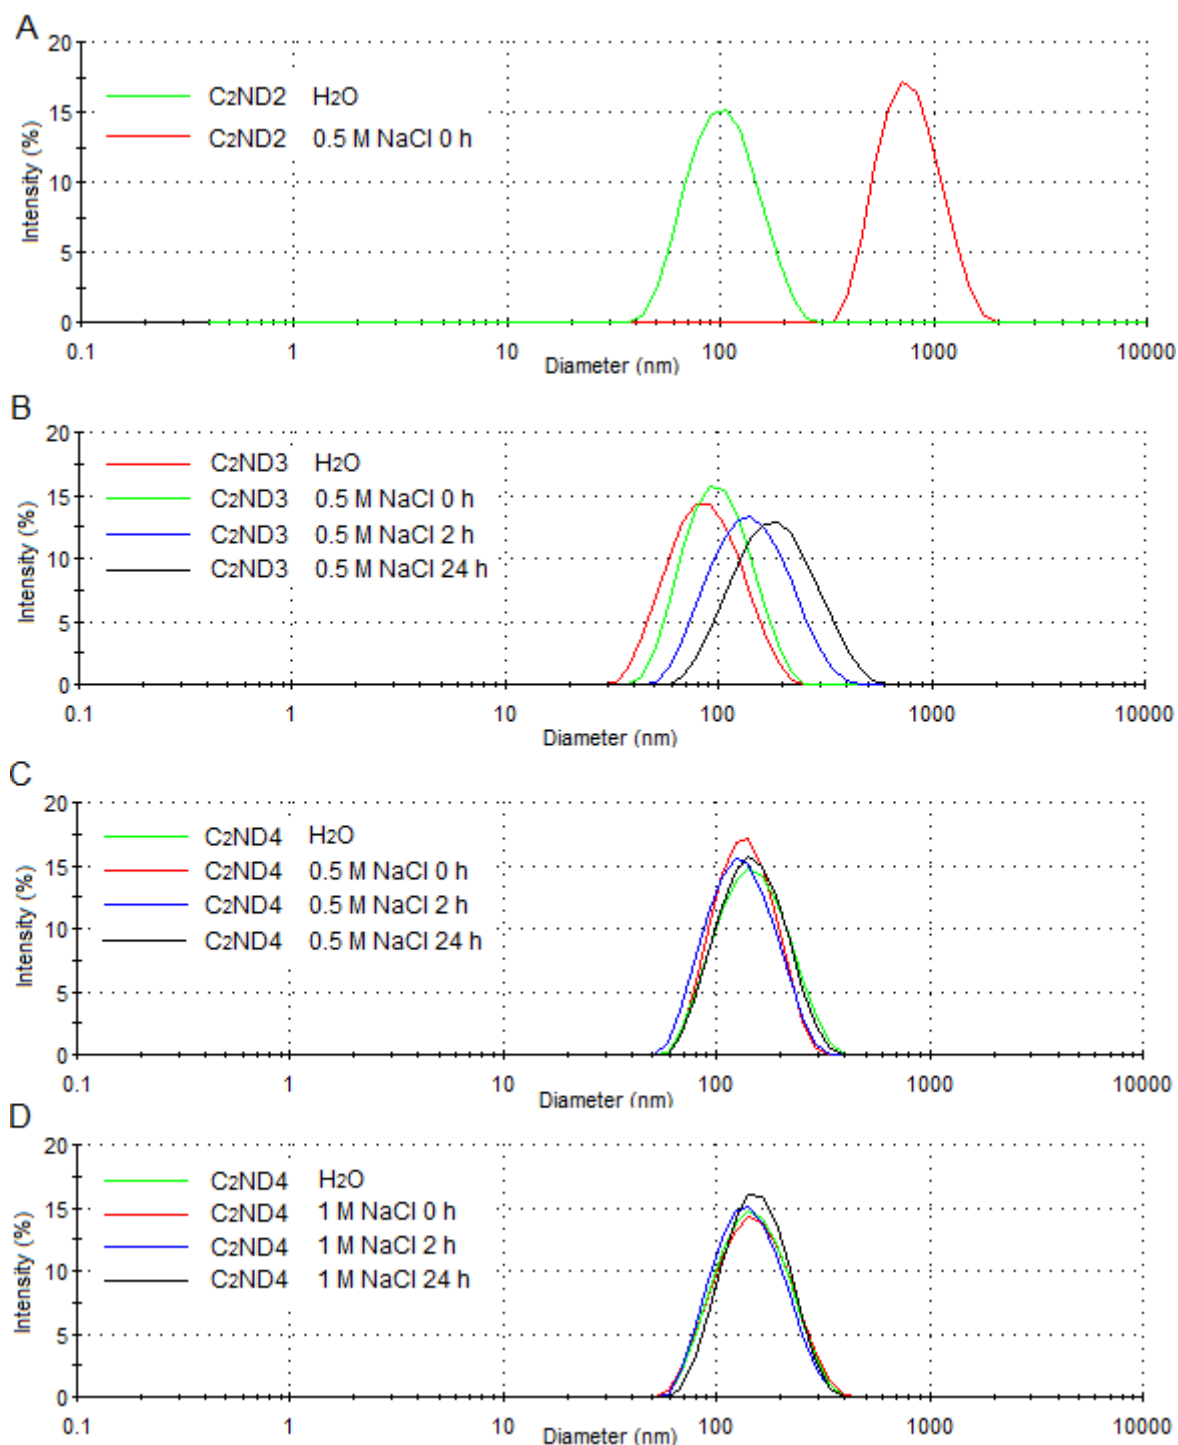 A
20
15
10
5
0
Intensity (%)
C2ND2 H2O
C2ND2 0.5 M NaCl 0 h
0.1 1 10 100 1000 10000
Diameter (nm)
B
20
15
10
5
0
Intensity (%)
C2ND3 H2O
C2ND3 0.5 M NaCl 0 h
C2ND3 0.5 M NaCl 2 h
C2ND3 0.5 M NaCl 24 h
0.1 1 10 100 1000 10000
Diameter (nm)
C
20
15
10
5
0
Intensity (%)
C2ND4 H2O
C2ND4 0.5 M NaCl 0 h
C2ND4 0.5 M NaCl 2 h
C2ND4 0.5 M NaCl 24 h
0.1 1 10 100 1000 10000
Diameter (nm)
D
20
15
10
5
0
Intensity (%)
C2ND4 H2O
C2ND4 1 M NaCl 0 h
C2ND4 1 M NaCl 2 h
C2ND4 1 M NaCl 24 h
0.1 1 10 100 1000 10000
Diameter (nm)